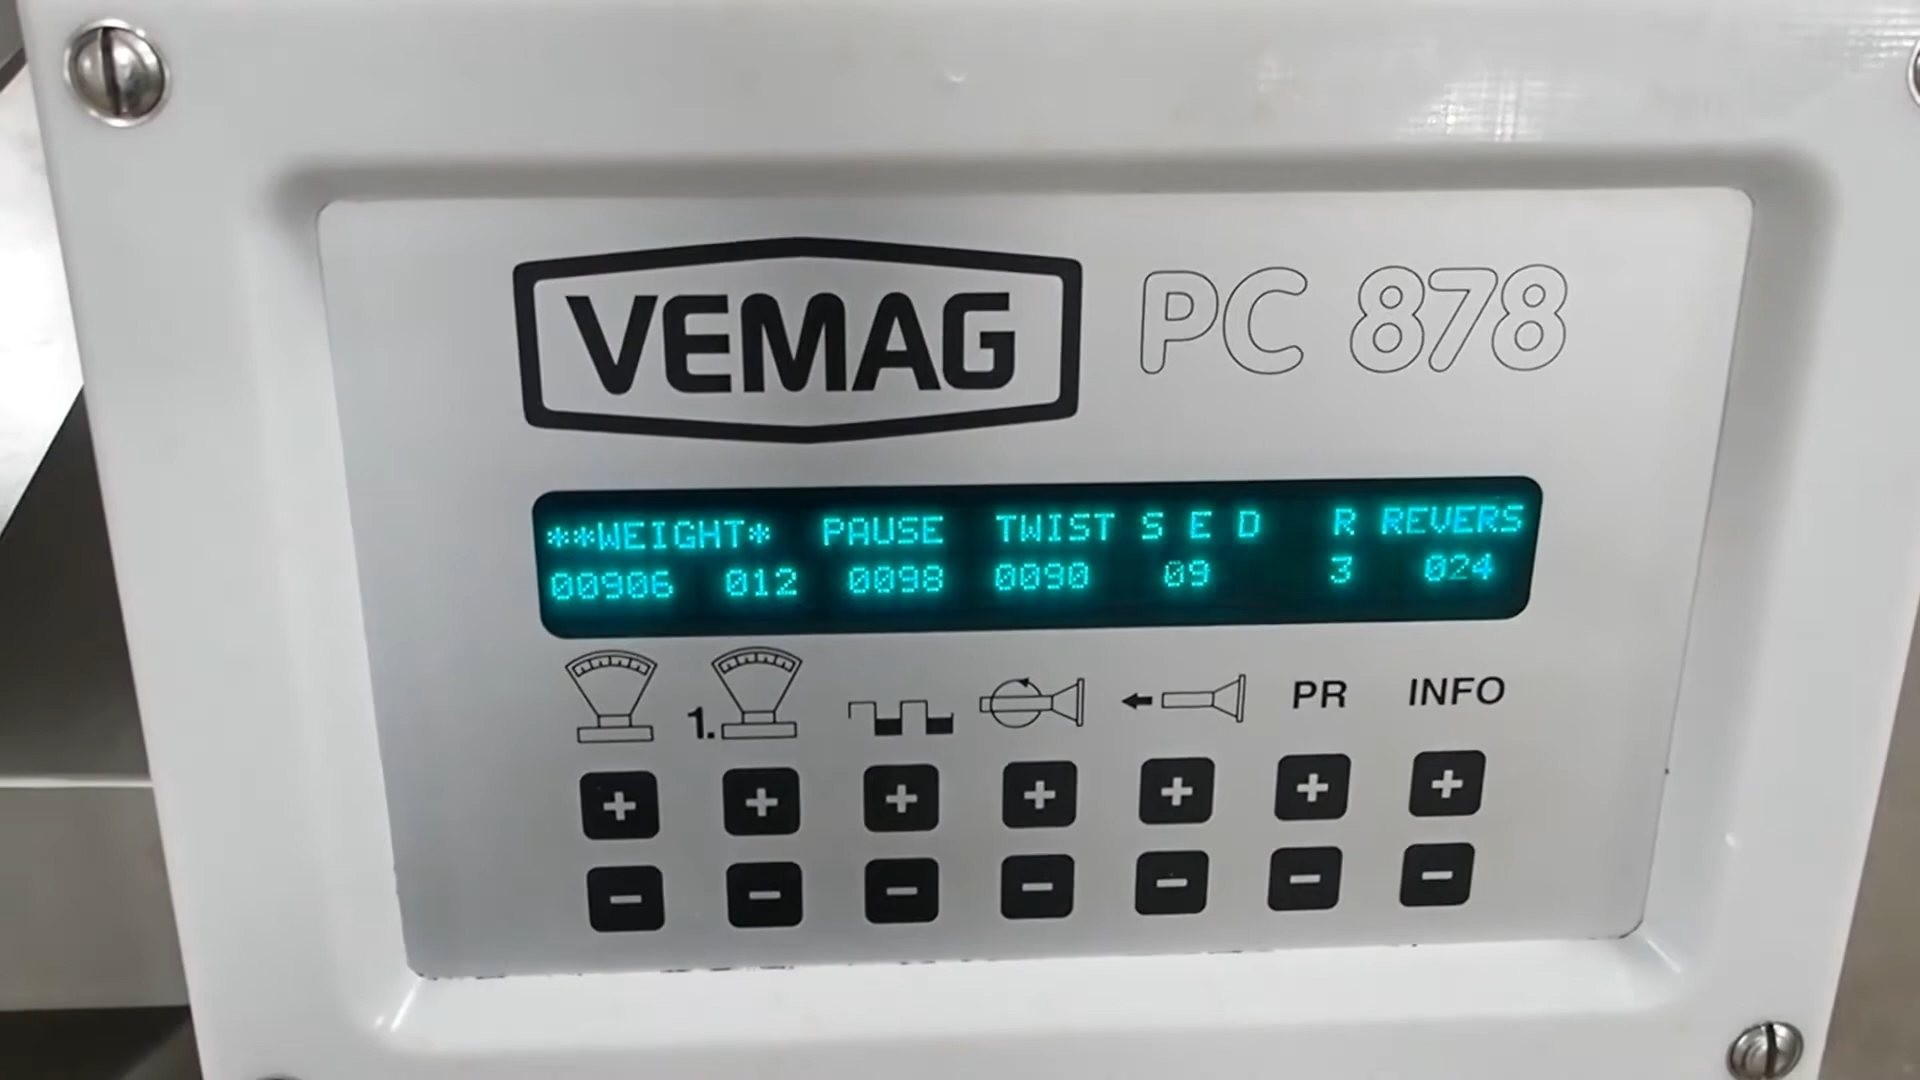 VEMAG PC 878
**WEIGHT* PAUSE TWIST S E D R REVERS
00906 012 0098 0090 09 3 024
1. PR INFO
+ + + + + + +
- - - - - - -